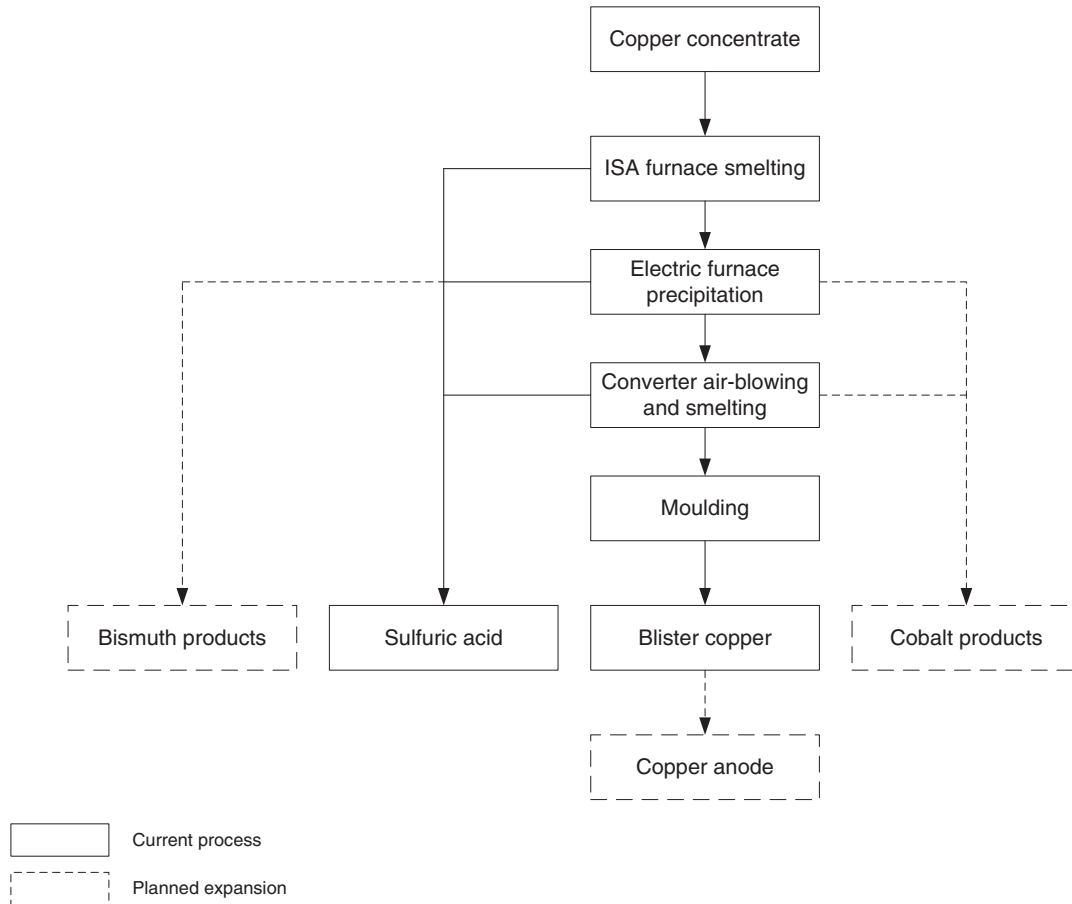 Copper concentrate
ISA furnace smelting
Electric furnace
precipitation
Converter air-blowing
and smelting
Moulding
Bismuth products
Sulfuric acid
Blister copper
Cobalt products
Copper anode
Current process
Planned expansion